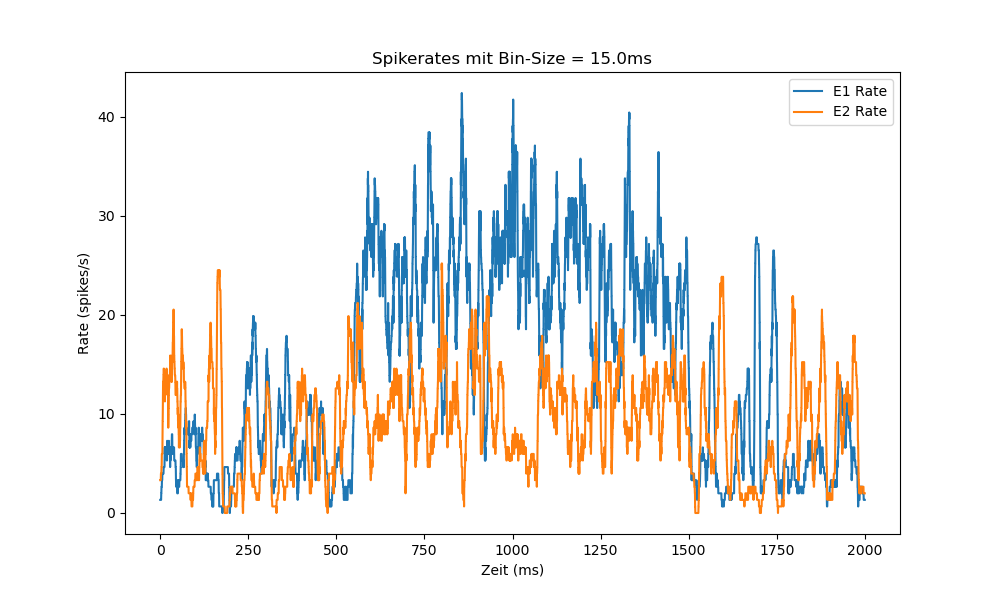 Spikerates mit Bin-Size = 15.0ms
E1 Rate
E2 Rate
Rate (spikes/s)
40
30
20
10
0
0 250 500 750 1000 1250 1500 1750 2000
Zeit (ms)